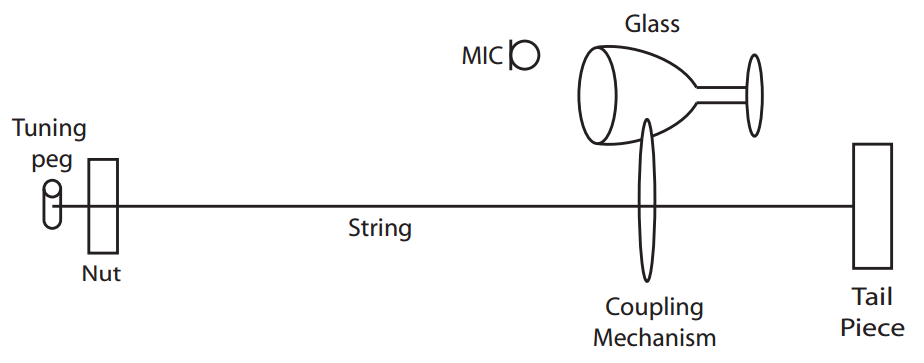 Glass
MIC
Tuning
peg
String
Nut
Tail
Piece
Coupling
Mechanism